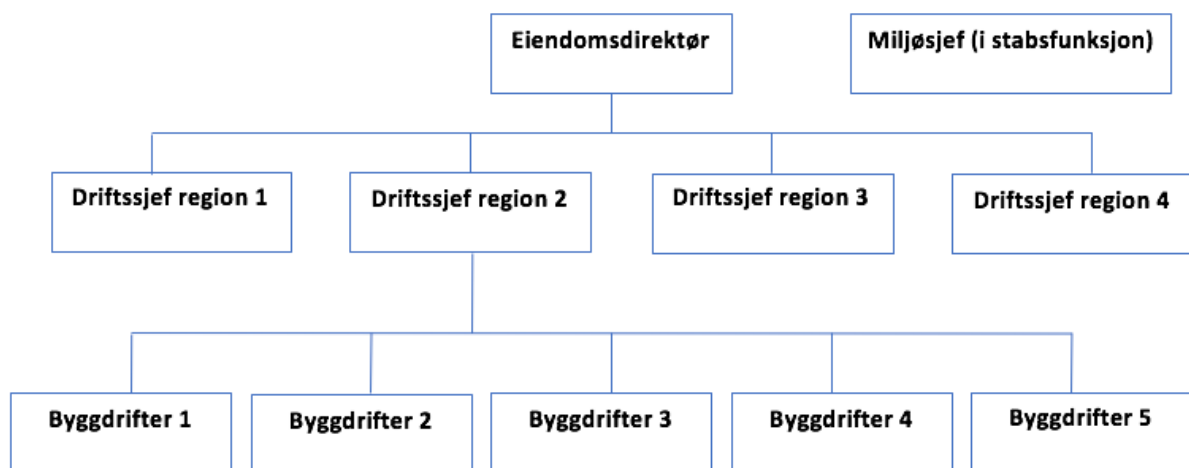 Eiendomsdirektør
Miljøsjef (i stabsfunksjon)
Driftssjef region 1
Driftssjef region 2
Driftssjef region 3
Driftssjef region 4
Byggdrifter 1
Byggdrifter 2
Byggdrifter 3
Byggdrifter 4
Byggdrifter 5